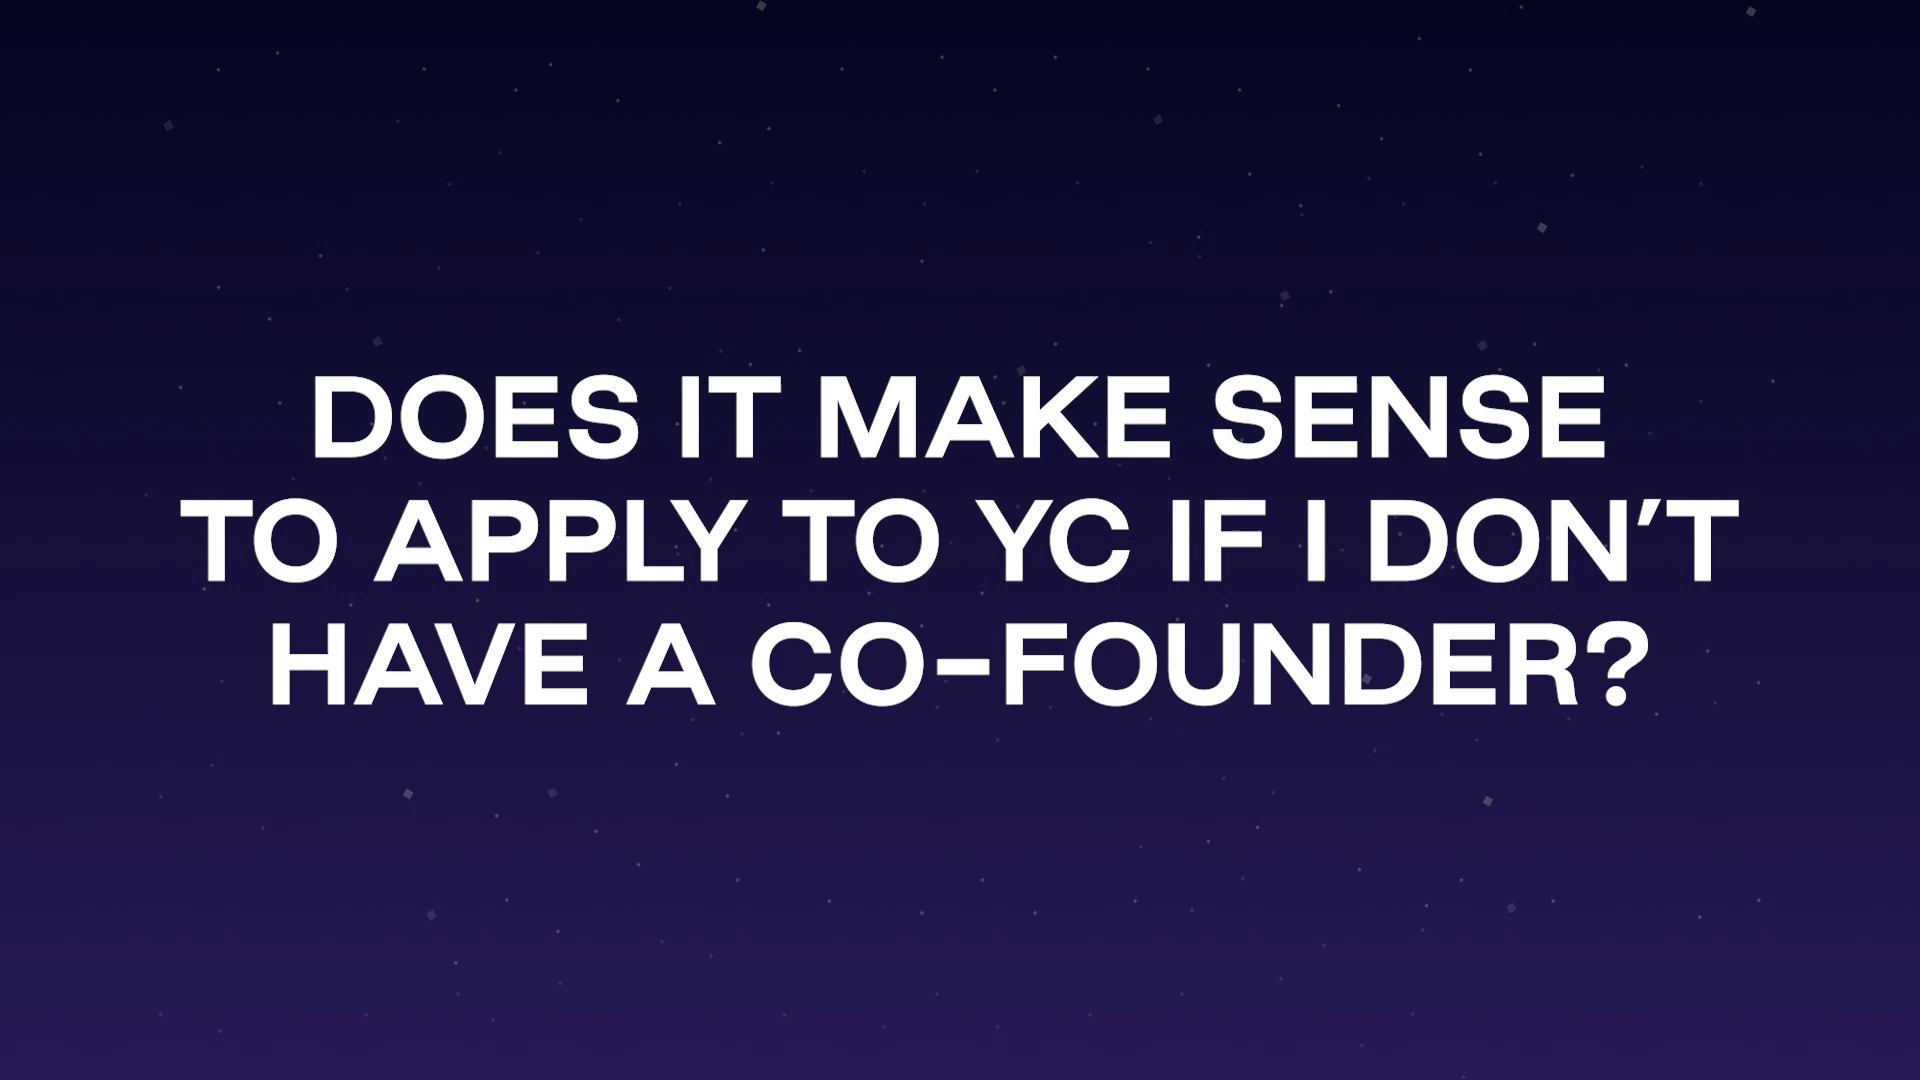 DOES IT MAKE SENSE
TO APPLY TO YC IF I DON’T
HAVE A CO-FOUNDER?